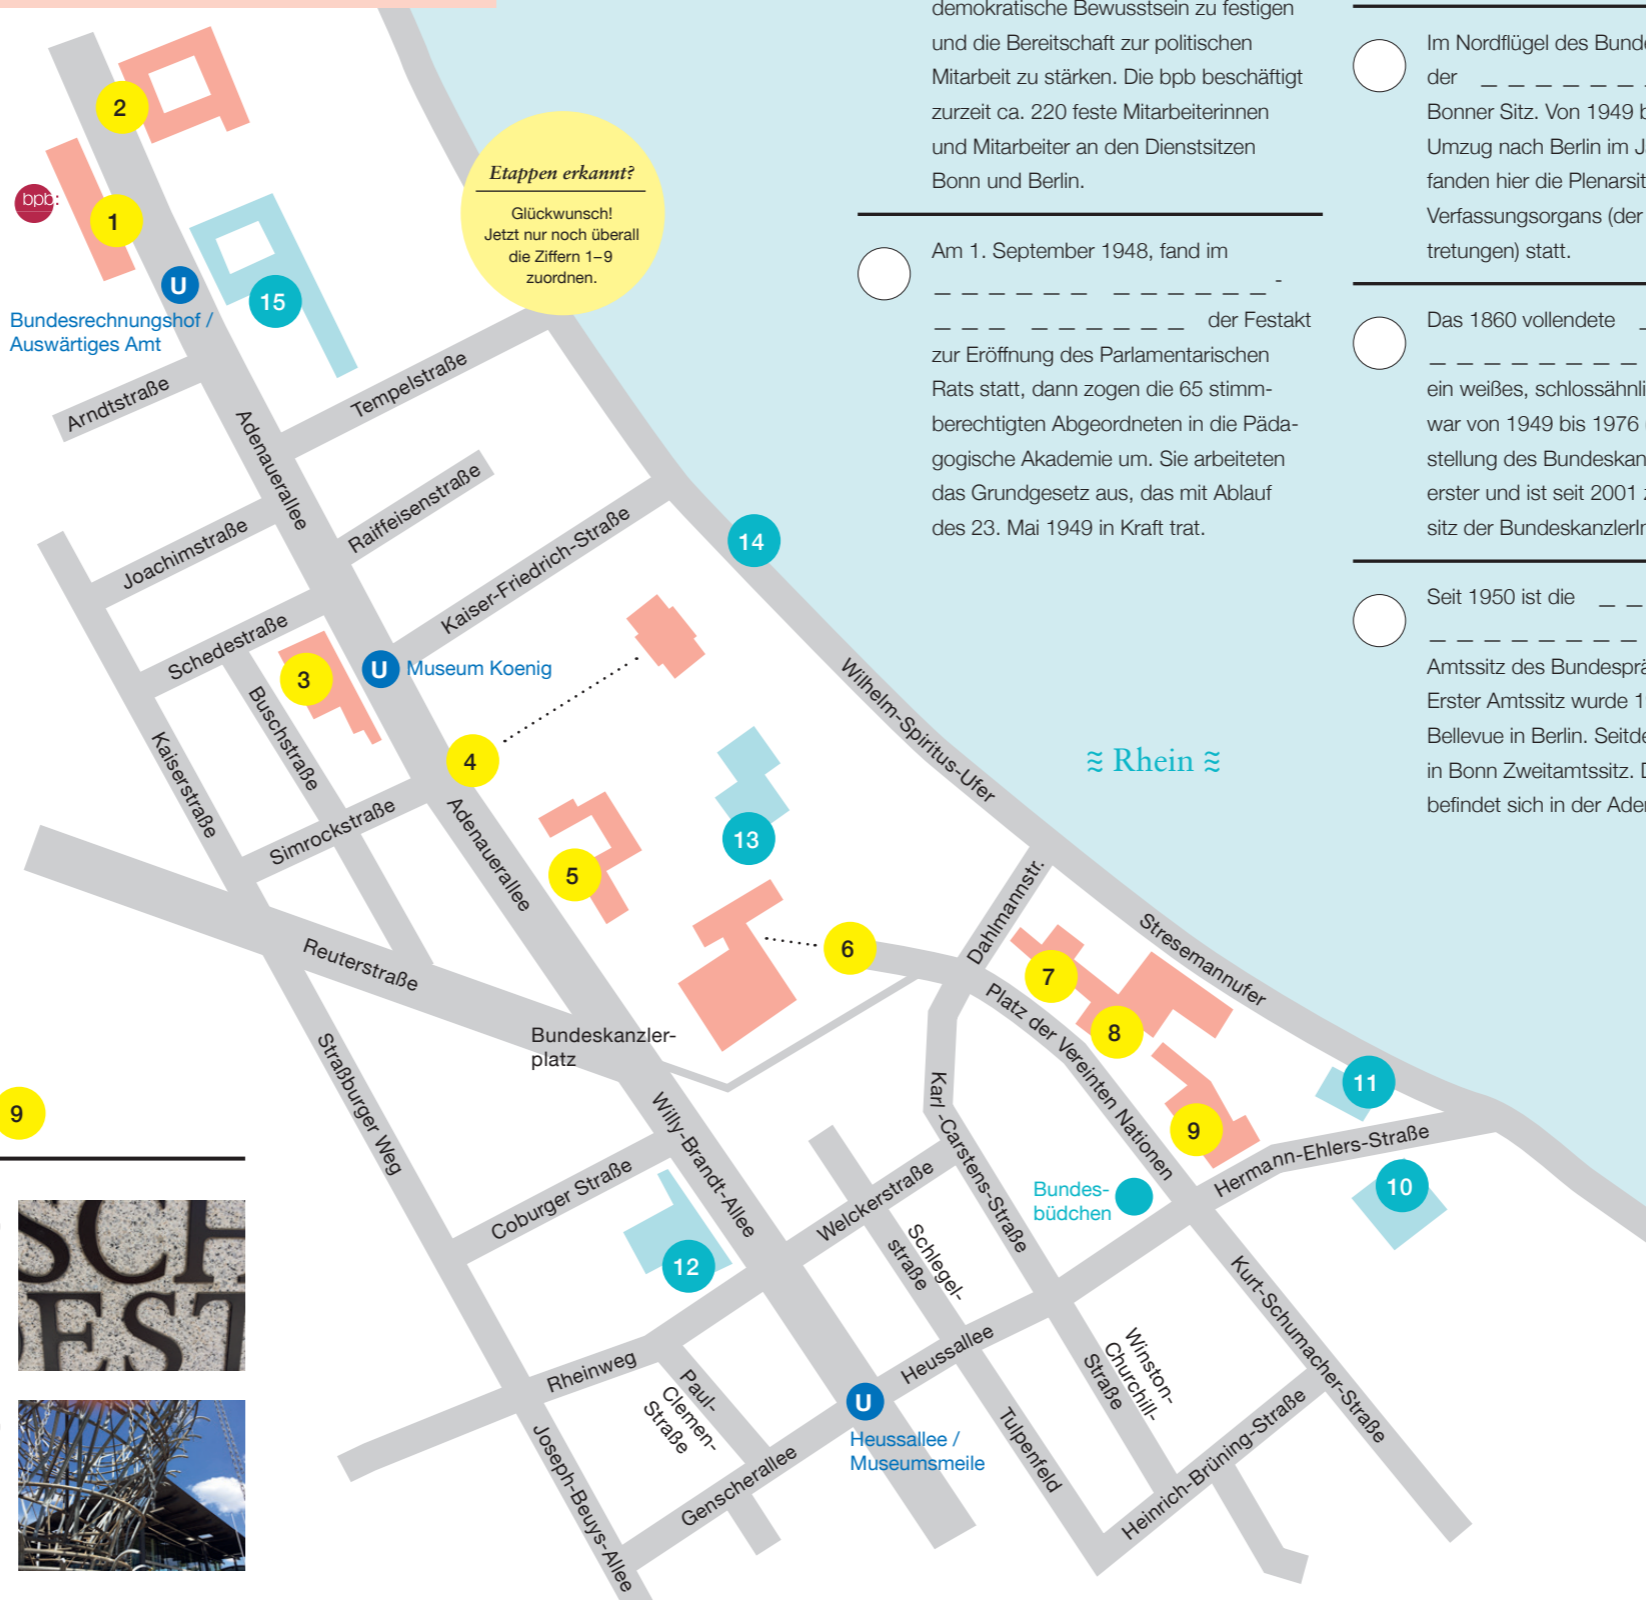 demokratische Bewusstsein zu festigen
und die Bereitschaft zur politischen
Mitarbeit zu stärken. Die bpb beschäftigt
zurzeit ca. 220 feste Mitarbeiterinnen
und Mitarbeiter an den Dienstsitzen
Bonn und Berlin.
Am 1. September 1948, fand im
_ _ _ _ _ _ _ _ _ _ _ _ -
_ _ _ _ _ _ _ _ _ der Festakt
zur Eröffnung des Parlamentarischen
Rats statt, dann zogen die 65 stimm-
berechtigten Abgeordneten in die Päda-
gogische Akademie um. Sie arbeiteten
das Grundgesetz aus, das mit Ablauf
des 23. Mai 1949 in Kraft trat.
Im Nordflügel des Bunde
der _ _ _ _ _ _
Bonner Sitz. Von 1949 b
Umzug nach Berlin im J
fanden hier die Plenarsit
Verfassungsorgans (der
tretungen) statt.
Das 1860 vollendete _
_ _ _ _ _ _ _ _
ein weißes, schlossähnli
war von 1949 bis 1976
stellung des Bundeskan
erster und ist seit 2001 z
sitz der BundeskanzlerIn
Seit 1950 ist die _ _
_ _ _ _ _ _ _ _
Amtssitz des Bundesprä
Erster Amtssitz wurde 1
Bellevue in Berlin. Seitde
in Bonn Zweitamtssitz. D
befindet sich in der Ader
Etappen erkannt?
Glückwunsch!
Jetzt nur noch überall
die Ziffern 1–9
zuordnen.
2
bpb:
1
U
15
Bundesrechnungshof /
Auswärtiges Amt
Arndtstraße
Tempelstraße
Adenauerallee
Raiffeisenstraße
Joachimstraße
Kaiser-Friedrich-Straße
14
Schedestraße
3
U
Museum Koenig
Buschstraße
Kaiserstraße
4
Wilhelm-Spiritus-Ufer
≈ Rhein ≈
Simrockstraße
Adenauerallee
13
5
Dahlmannstr.
6
Reuterstraße
7
Stresemannufer
Platz der Vereinten Nationen
8
Bundeskanzler-
platz
Straßburger Weg
11
Karl-Carstens-Straße
9
9
Willy-Brandt-Allee
Hermann-Ehlers-Straße
Coburger Straße
Welckerstraße
Bundes-
büdchen
10
12
Schlegel-
straße
Kurt-Schumacher-Straße
SCH
DEST
Rheinweg
Heussallee
Winston-
Churchill-
Straße
Paul-
Clemen-
Straße
U
Heussallee /
Museumsmeile
Tulpenfeld
Joseph-Beuys-Allee
Genscherallee
Heinrich-Brüning-Straße